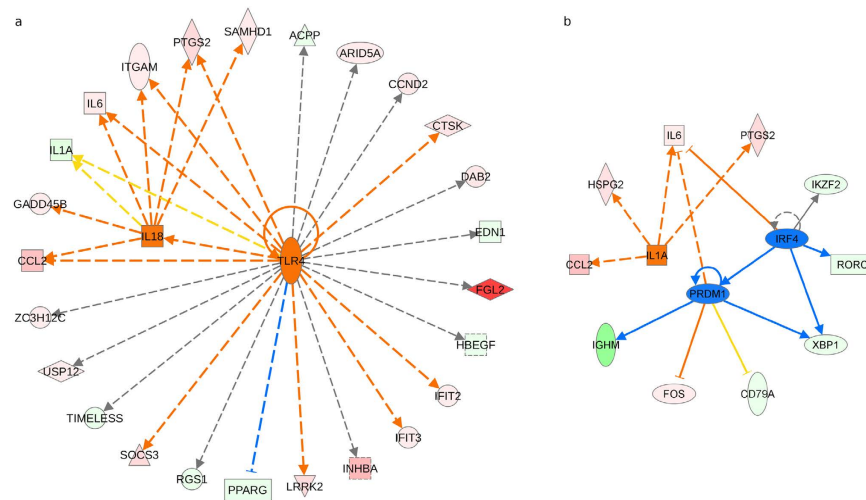 a
b
SAMHD1
PTGS2
ACPP
ARID5A
ITGAM
CCND2
IL6
CTSK
IL1A
DAB2
GADD45B
IL18
EDN1
CCL2
TLR4
FGL2
ZC3H12C
HBEGF
USP12
IFIT2
TIMELESS
IFIT3
SOCS3
RGS1
INHBA
PPARG
LRRK2
IL6
PTGS2
HSPG2
IKZF2
IRF4
CCL2
IL1A
RORC
PRDM1
IGHM
XBP1
FOS
CD79A